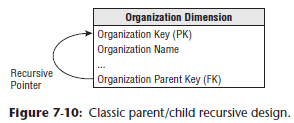 Organization Dimension
Organization Key (PK)
Organization Name
...
Organization Parent Key (FK)
Recursive
Pointer
Figure 7-10: Classic parent/child recursive design.